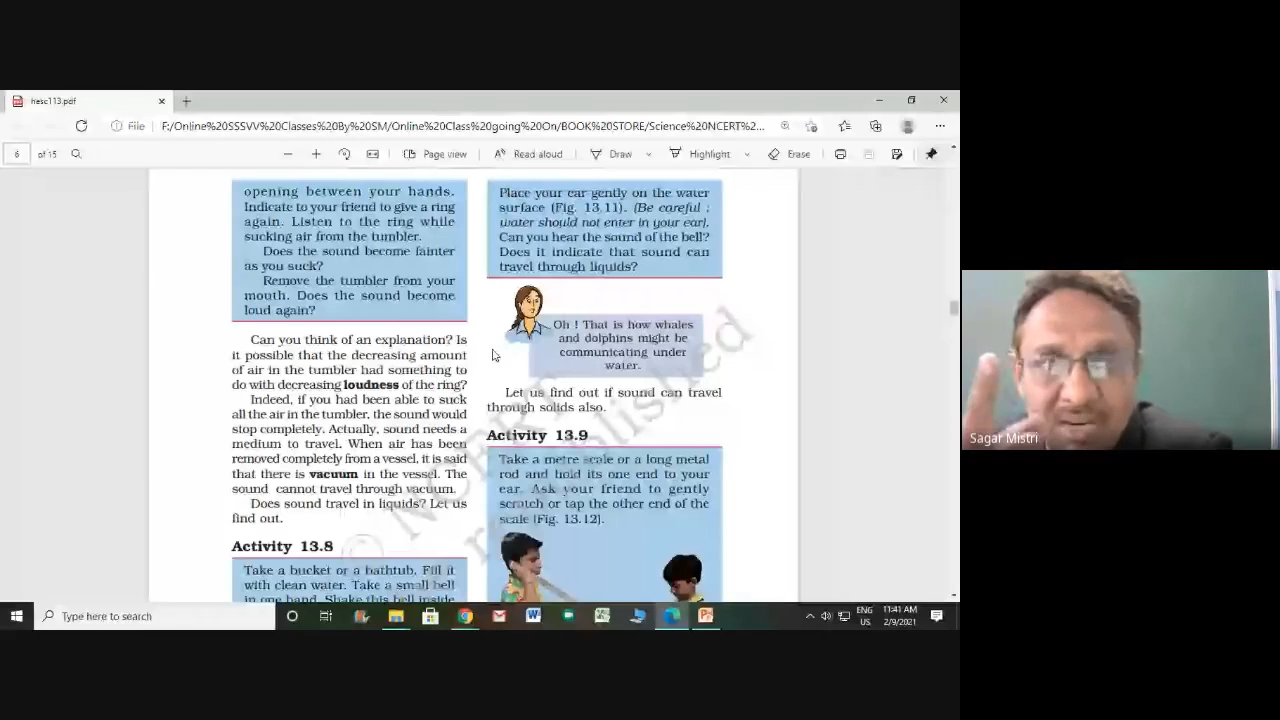 hesc113.pdf
File
F:/Online%20SSSVV%20Classes%20By%20SM/Online%20Class%20going%20On/BOOK%20STORE/Science%20NCERT%2...
6 of 15
Page view
Read aloud
Draw
Highlight
Erase
opening between your hands.
Indicate to your friend to give a ring
again. Listen to the ring while
sucking air from the tumbler.
Does the sound become fainter
as you suck?
Remove the tumbler from your
mouth. Does the sound become
loud again?
Can you think of an explanation? Is
it possible that the decreasing amount
of air in the tumbler had something to
do with decreasing loudness of the ring?
Indeed, if you had been able to suck
all the air in the tumbler, the sound would
stop completely. Actually, sound needs a
medium to travel. When air has been
removed completely from a vessel, it is said
that there is vacuum in the vessel. The
sound cannot travel through vacuum.
Does sound travel in liquids? Let us
find out.
Activity 13.8
Take a bucket or a bathtub. Fill it
with clean water. Take a small bell
in one hand. Shake this bell inside
Place your ear gently on the water
surface (Fig. 13.11). (Be careful :
water should not enter in your ear).
Can you hear the sound of the bell?
Does it indicate that sound can
travel through liquids?
Oh ! That is how whales
and dolphins might be
communicating under
water.
Let us find out if sound can travel
through solids also.
Activity 13.9
Take a metre scale or a long metal
rod and hold its one end to your
ear. Ask your friend to gently
scratch or tap the other end of the
scale (Fig. 13.12).
© NCERT
republished
Sagar Mistri
Type here to search
ENG
US
11:41 AM
2/9/2021